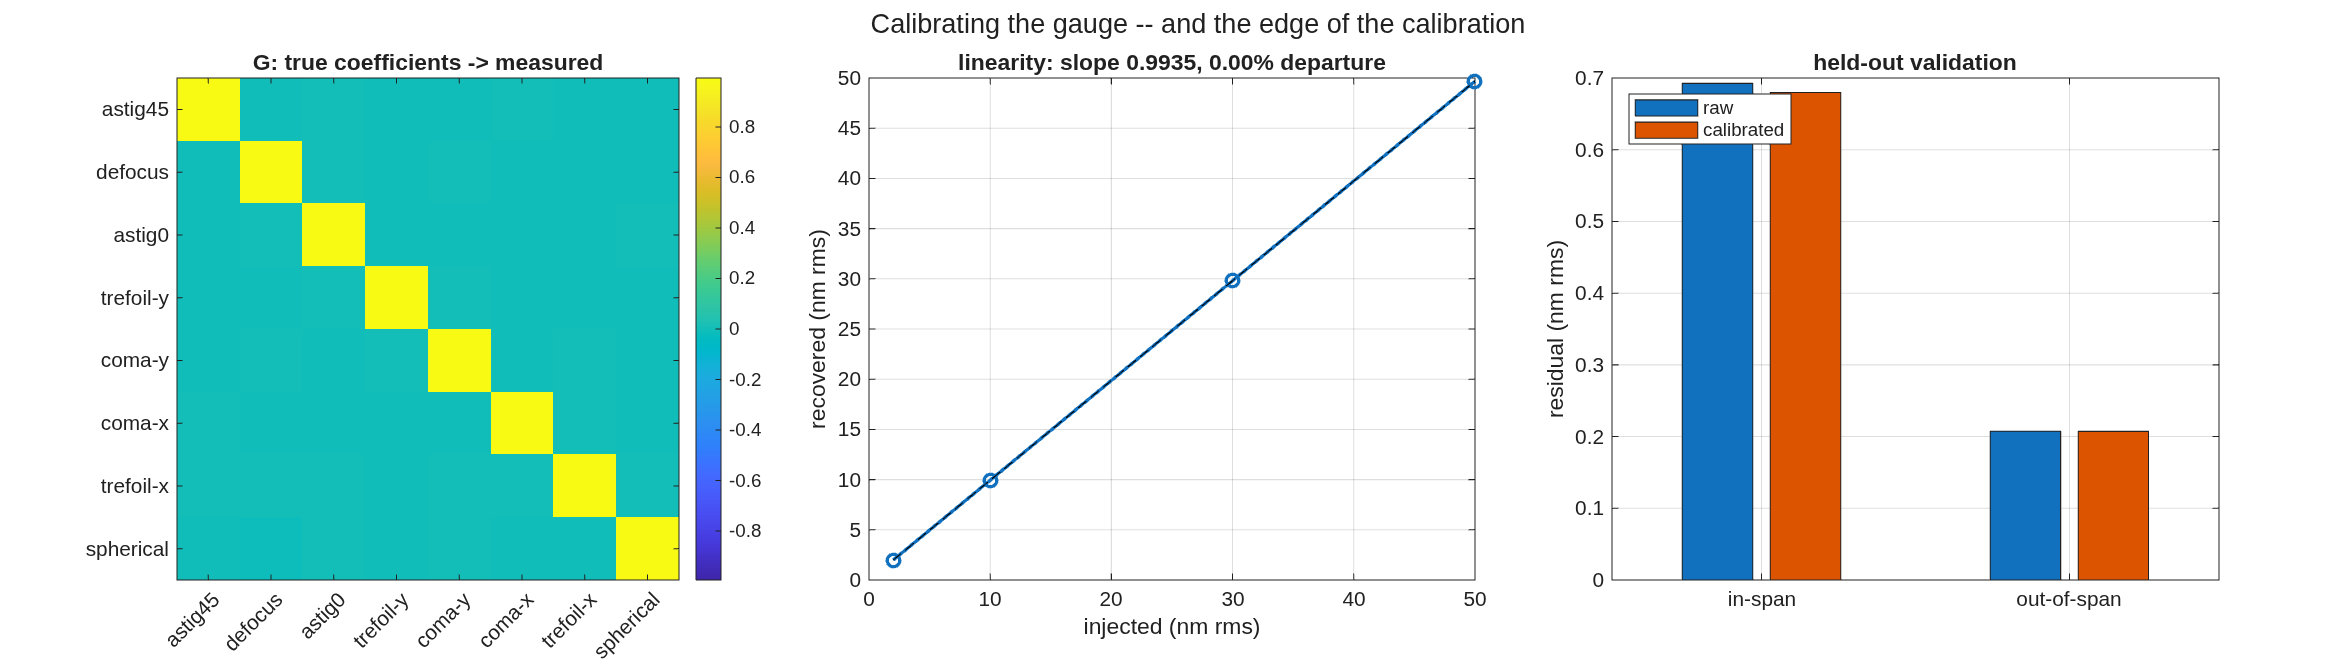 Calibrating the gauge -- and the edge of the calibration
G: true coefficients -> measured
astig45
defocus
astig0
trefoil-y
coma-y
coma-x
trefoil-x
spherical
astig45
defocus
astig0
trefoil-y
coma-y
coma-x
trefoil-x
spherical
0.8
0.6
0.4
0.2
0
-0.2
-0.4
-0.6
-0.8
linearity: slope 0.9935, 0.00% departure
recovered (nm rms)
50
45
40
35
30
25
20
15
10
5
0
0
10
20
30
40
50
injected (nm rms)
held-out validation
residual (nm rms)
0.7
0.6
0.5
0.4
0.3
0.2
0.1
0
raw
calibrated
in-span
out-of-span